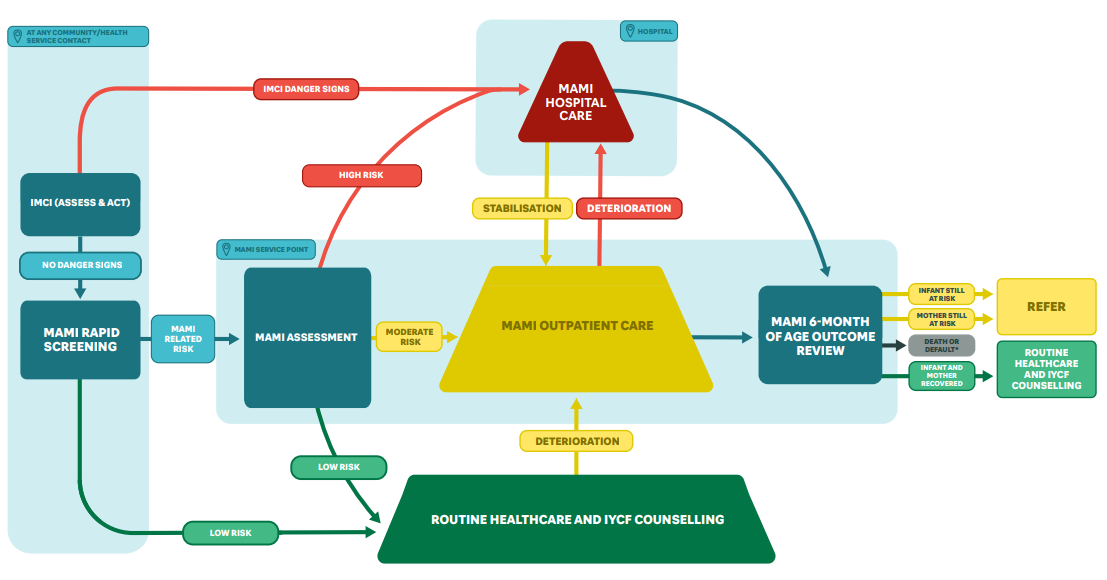 AT ANY COMMUNITY/HEALTH
SERVICE CONTACT
HOSPITAL
MAMI
HOSPITAL
CARE
IMCI DANGER SIGNS
HIGH RISK
IMCI (ASSESS & ACT)
STABILISATION
DETERIORATION
NO DANGER SIGNS
MAMI SERVICE POINT
MAMI RAPID
SCREENING
MAMI
RELATED
RISK
MAMI ASSESSMENT
MODERATE
RISK
MAMI OUTPATIENT CARE
MAMI 6-MONTH
OF AGE OUTCOME
REVIEW
INFANT STILL
AT RISK
MOTHER STILL
AT RISK
DEATH OR
DEFAULT*
INFANT AND
MOTHER
RECOVERED
REFER
ROUTINE
HEALTHCARE
AND IYCF
COUNSELLING
DETERIORATION
LOW RISK
LOW RISK
ROUTINE HEALTHCARE AND IYCF COUNSELLING